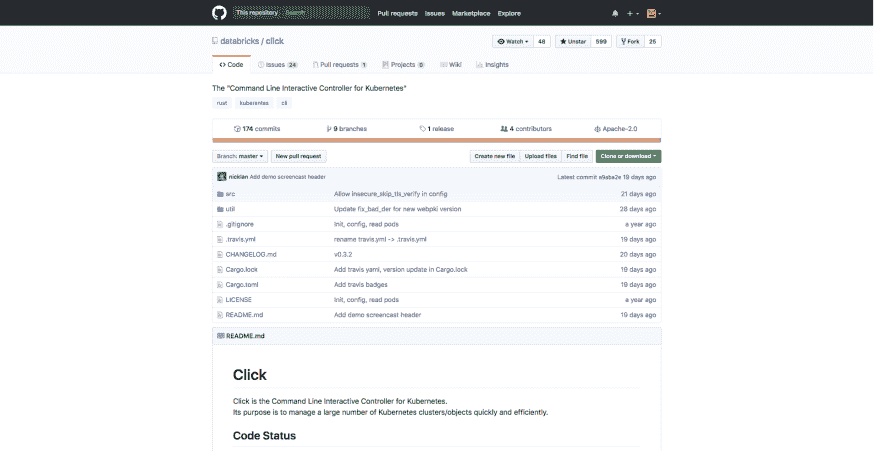 This repository Search Pull requests Issues Marketplace Explore
databricks / click Watch 48 Unstar 599 Fork 25
Code Issues 24 Pull requests 1 Projects 0 Wiki Insights
The "Command Line Interactive Controller for Kubernetes"
rust kubernetes cli
174 commits 9 branches 1 release 4 contributors Apache-2.0
Branch: master New pull request Create new file Upload files Find file Clone or download
nicklan Add demo screencast header Latest commit a9aba2e 19 days ago
src Allow insecure_skip_tls_verify in config 21 days ago
util Update fix_bad_der for new webpki version 28 days ago
.gitignore Init, config, read pods a year ago
.travis.yml rename travis.yml -> .travis.yml 19 days ago
CHANGELOG.md v0.3.2 20 days ago
Cargo.lock Add travis yaml, version update in Cargo.lock 19 days ago
Cargo.toml Add travis badges 19 days ago
LICENSE Init, config, read pods a year ago
README.md Add demo screencast header 19 days ago
README.md
Click
Click is the Command Line Interactive Controller for Kubernetes.
Its purpose is to manage a large number of Kubernetes clusters/objects quickly and efficiently.
Code Status